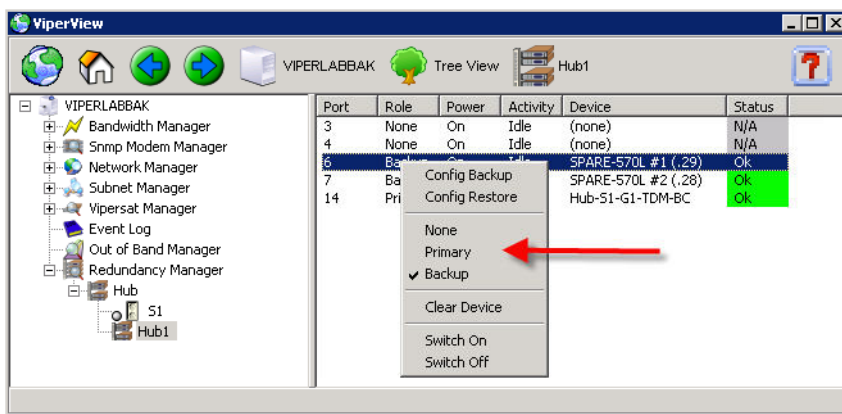 ViperView
VIPERLABBAK Tree View Hub1
VIPERLABBAK
Bandwidth Manager
Snmp Modem Manager
Network Manager
Subnet Manager
Vipersat Manager
Event Log
Out of Band Manager
Redundancy Manager
Hub
S1
Hub1
Port Role Power Activity Device Status
3 None On Idle (none) N/A
4 None On Idle (none) N/A
6 Backup On Idle SPARE-570L #1 (.29) Ok
7 Ba SPARE-570L #2 (.28) Ok
14 Pri Hub-S1-G1-TDM-BC Ok
Config Backup
Config Restore
None
Primary
Backup
Clear Device
Switch On
Switch Off